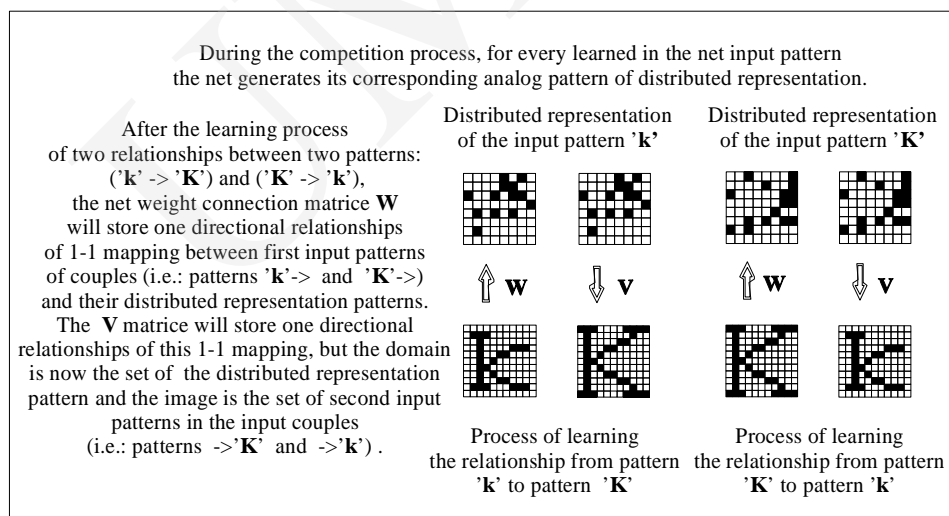 During the competition process, for every learned in the net input pattern
the net generates its corresponding analog pattern of distributed representation.
After the learning process
of two relationships between two patterns:
('k' -> 'K') and ('K' -> 'k'),
the net weight connection matrice W
will store one directional relationships
of 1-1 mapping between first input patterns
of couples (i.e.: patterns 'k'-> and 'K'->)
and their distributed representation patterns.
The V matrice will store one directional
relationships of this 1-1 mapping, but the domain
is now the set of the distributed representation
pattern and the image is the set of second input
patterns in the input couples
(i.e.: patterns ->'K' and ->'k') .
Distributed representation
of the input pattern 'k'
W
V
Process of learning
the relationship from pattern
'k' to pattern 'K'
Distributed representation
of the input pattern 'K'
W
V
Process of learning
the relationship from pattern
'K' to pattern 'k'